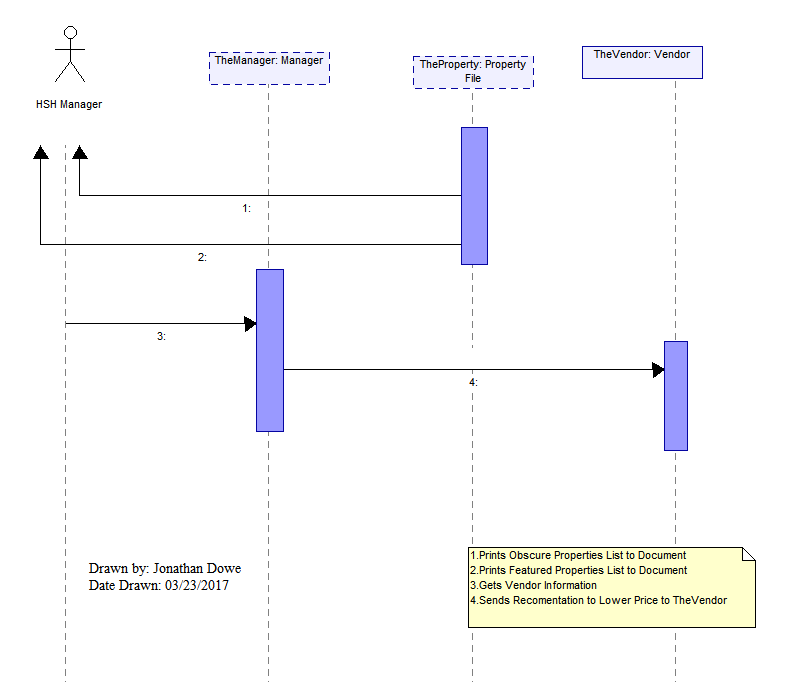 HSH Manager
TheManager: Manager
TheProperty: Property
File
TheVendor: Vendor
1:
2:
3:
4:
Drawn by: Jonathan Dowe
Date Drawn: 03/23/2017
1.Prints Obscure Properties List to Document
2.Prints Featured Properties List to Document
3.Gets Vendor Information
4.Sends Recomentation to Lower Price to TheVendor